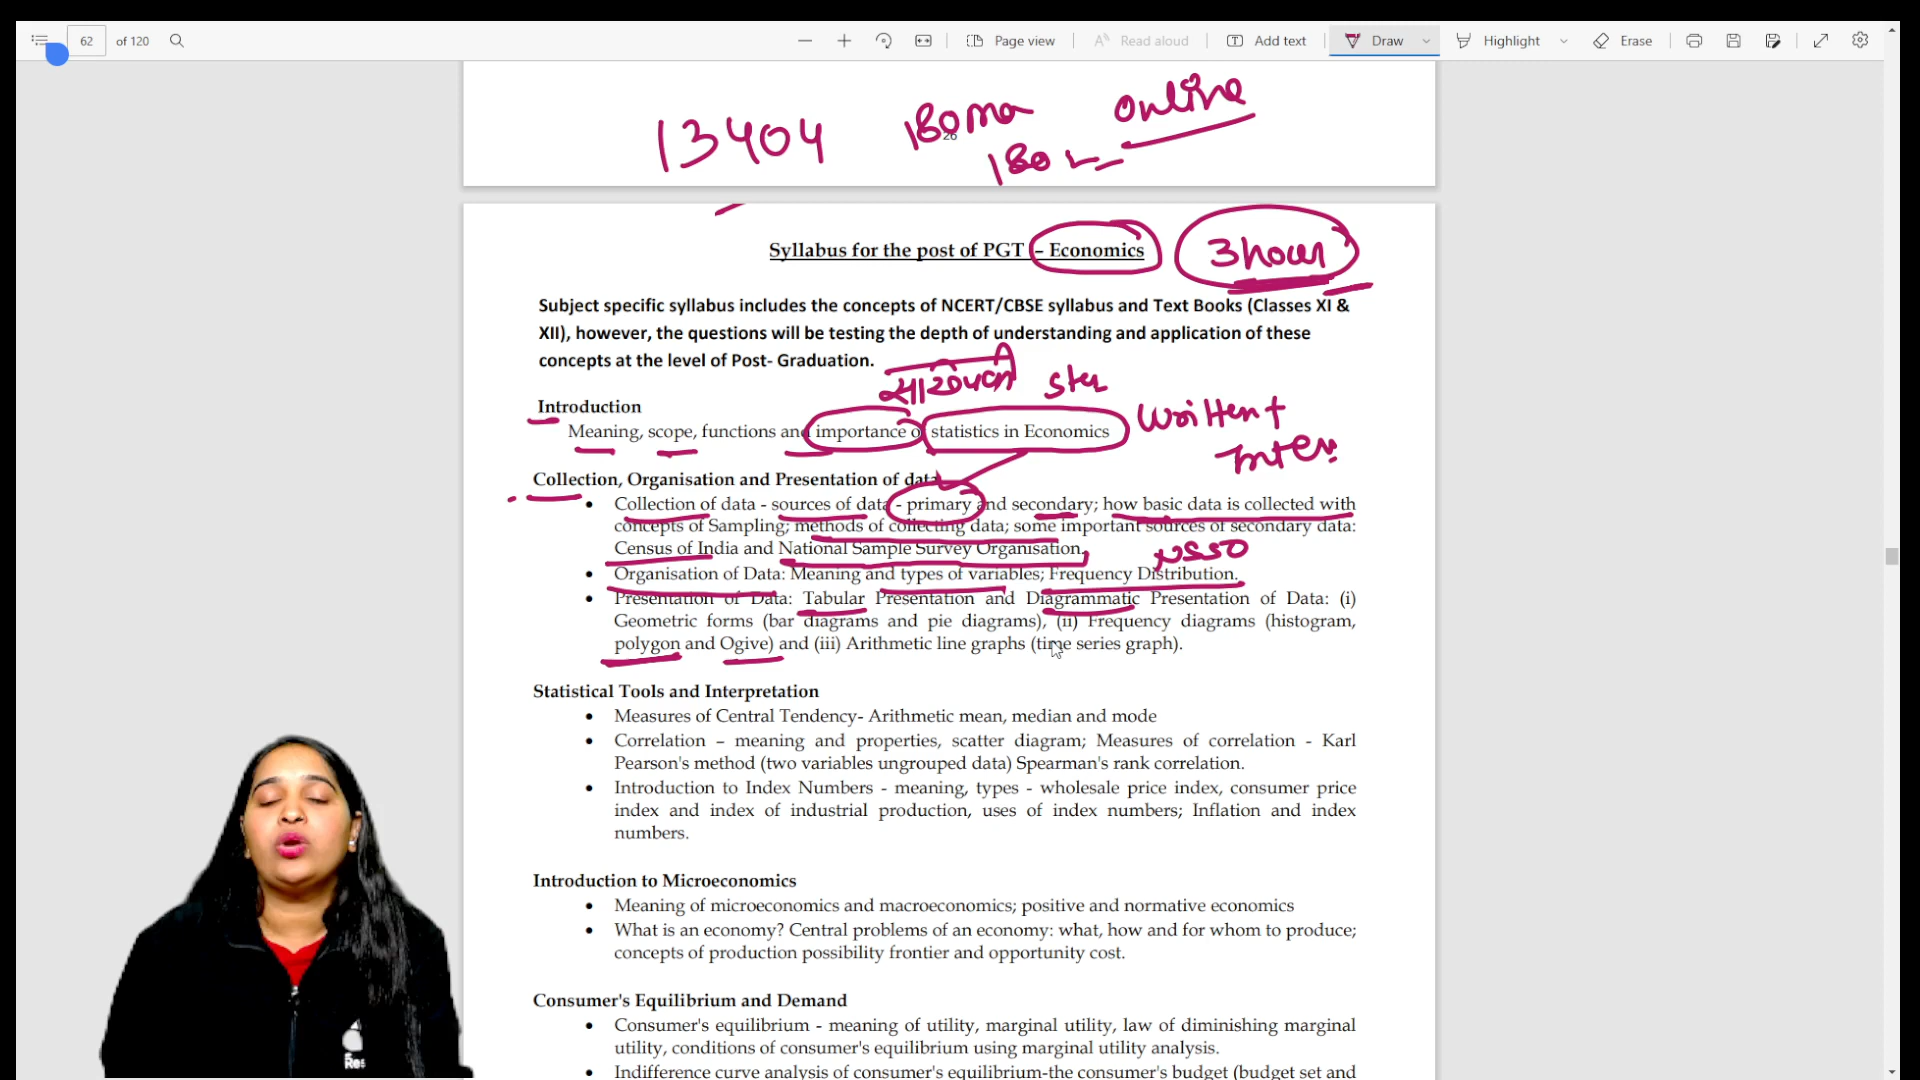 62 of 120 Page view Read aloud Add text Draw Highlight Erase
13404 180 online
180
26
Syllabus for the post of PGT – Economics 3 hours
Subject specific syllabus includes the concepts of NCERT/CBSE syllabus and Text Books (Classes XI &
XII), however, the questions will be testing the depth of understanding and application of these
concepts at the level of Post- Graduation.
Introduction
Meaning, scope, functions and importance o statistics in Economics
Written +
Inter
Collection, Organisation and Presentation of data
• Collection of data - sources of data - primary and secondary; how basic data is collected with
concepts of Sampling; methods of collecting data; some important sources of secondary data:
Census of India and National Sample Survey Organisation. NSSO
• Organisation of Data: Meaning and types of variables; Frequency Distribution.
• Presentation of Data: Tabular Presentation and Diagrammatic Presentation of Data: (i)
Geometric forms (bar diagrams and pie diagrams), (ii) Frequency diagrams (histogram,
polygon and Ogive) and (iii) Arithmetic line graphs (time series graph).
Statistical Tools and Interpretation
• Measures of Central Tendency- Arithmetic mean, median and mode
• Correlation – meaning and properties, scatter diagram; Measures of correlation - Karl
Pearson's method (two variables ungrouped data) Spearman's rank correlation.
• Introduction to Index Numbers - meaning, types - wholesale price index, consumer price
index and index of industrial production, uses of index numbers; Inflation and index
numbers.
Introduction to Microeconomics
• Meaning of microeconomics and macroeconomics; positive and normative economics
• What is an economy? Central problems of an economy: what, how and for whom to produce;
concepts of production possibility frontier and opportunity cost.
Consumer's Equilibrium and Demand
• Consumer's equilibrium - meaning of utility, marginal utility, law of diminishing marginal
utility, conditions of consumer's equilibrium using marginal utility analysis.
• Indifference curve analysis of consumer's equilibrium-the consumer's budget (budget set and